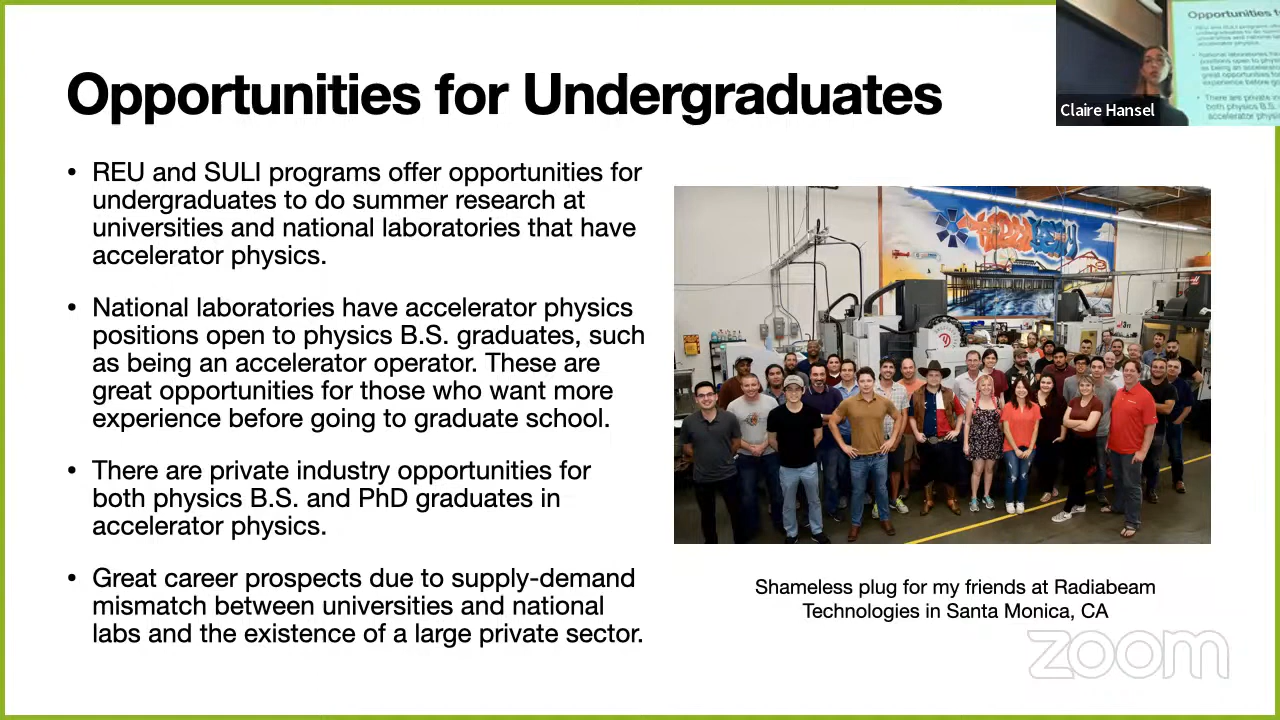 Opportunities for Undergraduates
• REU and SULI programs offer opportunities for
undergraduates to do summer research at
universities and national laboratories that have
accelerator physics.
• National laboratories have accelerator physics
positions open to physics B.S. graduates, such
as being an accelerator operator. These are
great opportunities for those who want more
experience before going to graduate school.
• There are private industry opportunities for
both physics B.S. and PhD graduates in
accelerator physics.
• Great career prospects due to supply-demand
mismatch between universities and national
labs and the existence of a large private sector.
Claire Hansel
Opportunities f
Shameless plug for my friends at Radiabeam
Technologies in Santa Monica, CA
zoom